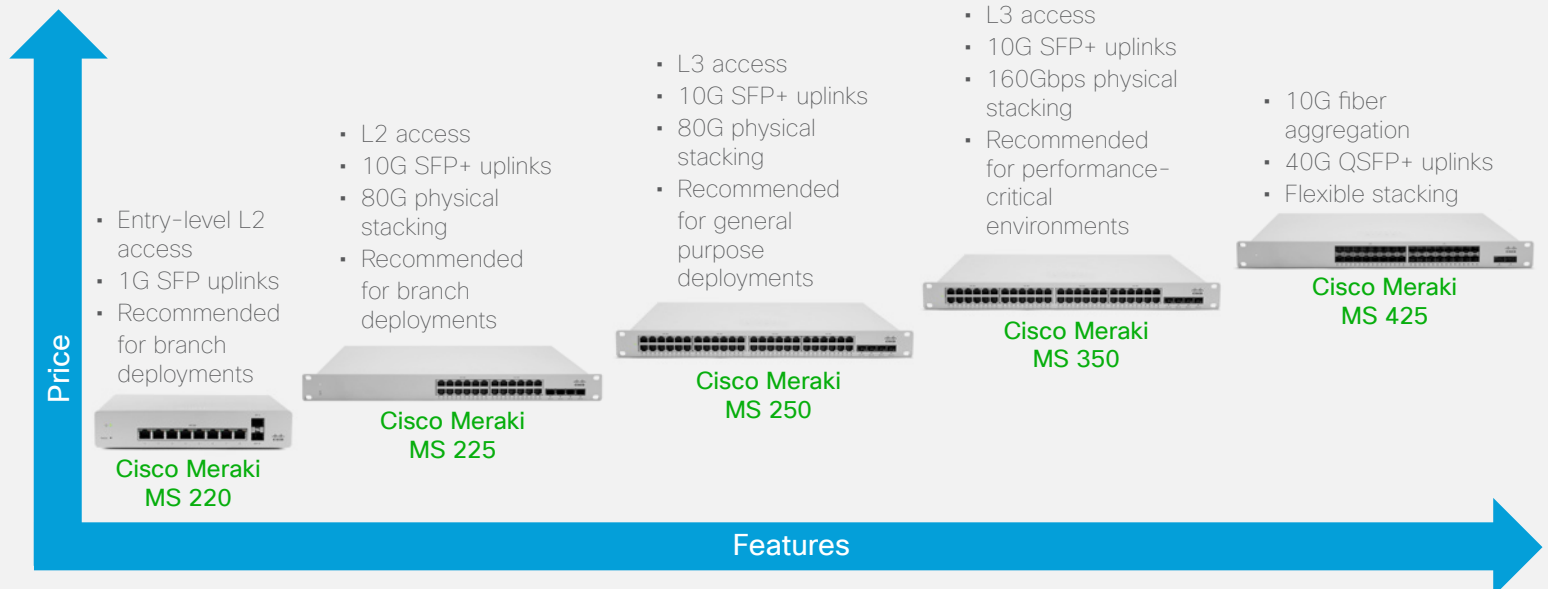 Price
• Entry-level L2
access
• 1G SFP uplinks
• Recommended
for branch
deployments
Cisco Meraki
MS 220
• L2 access
• 10G SFP+ uplinks
• 80G physical
stacking
• Recommended
for branch
deployments
Cisco Meraki
MS 225
• L3 access
• 10G SFP+ uplinks
• 80G physical
stacking
• Recommended
for general
purpose
deployments
Cisco Meraki
MS 250
• L3 access
• 10G SFP+ uplinks
• 160Gbps physical
stacking
• Recommended
for performance-
critical
environments
Cisco Meraki
MS 350
• 10G fiber
aggregation
• 40G QSFP+ uplinks
• Flexible stacking
Cisco Meraki
MS 425
Features